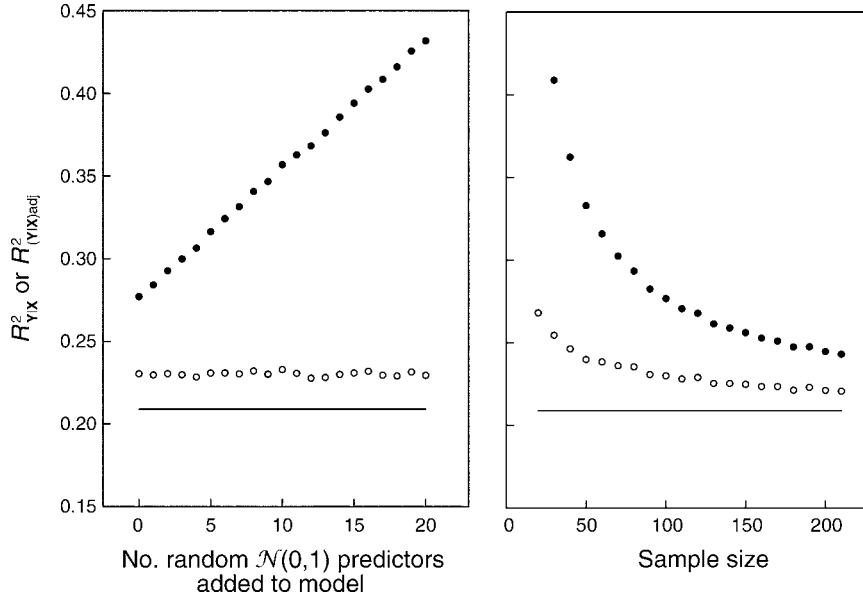 0.45
0.40
0.35
0.30
0.25
0.20
0.15
R²Y|X or R²(Y|X)adj
0 5 10 15 20
No. random 𝒩(0,1) predictors
added to model
0 50 100 150 200
Sample size